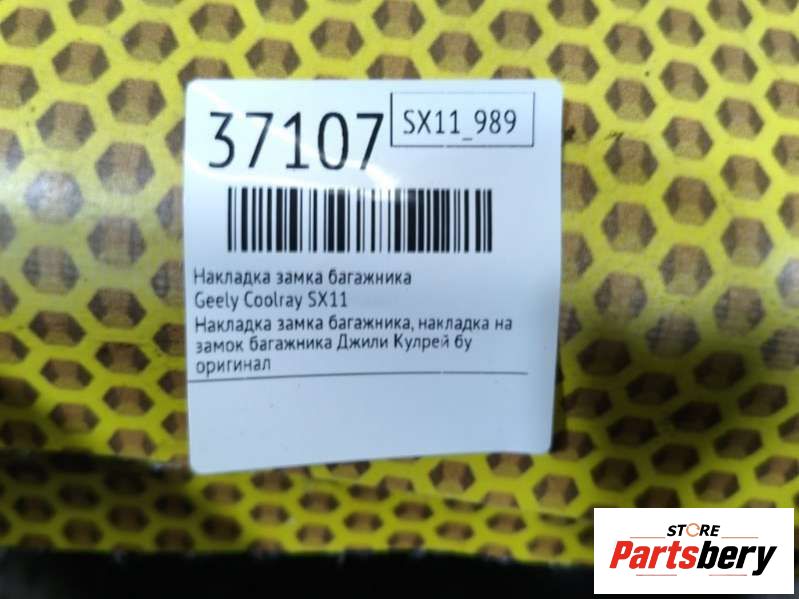 37107
SX11_989
Накладка замка багажника
Geely Coolray SX11
Накладка замка багажника, накладка на
замок багажника Джили Кулрей бу
оригинал
STORE
Partsbery